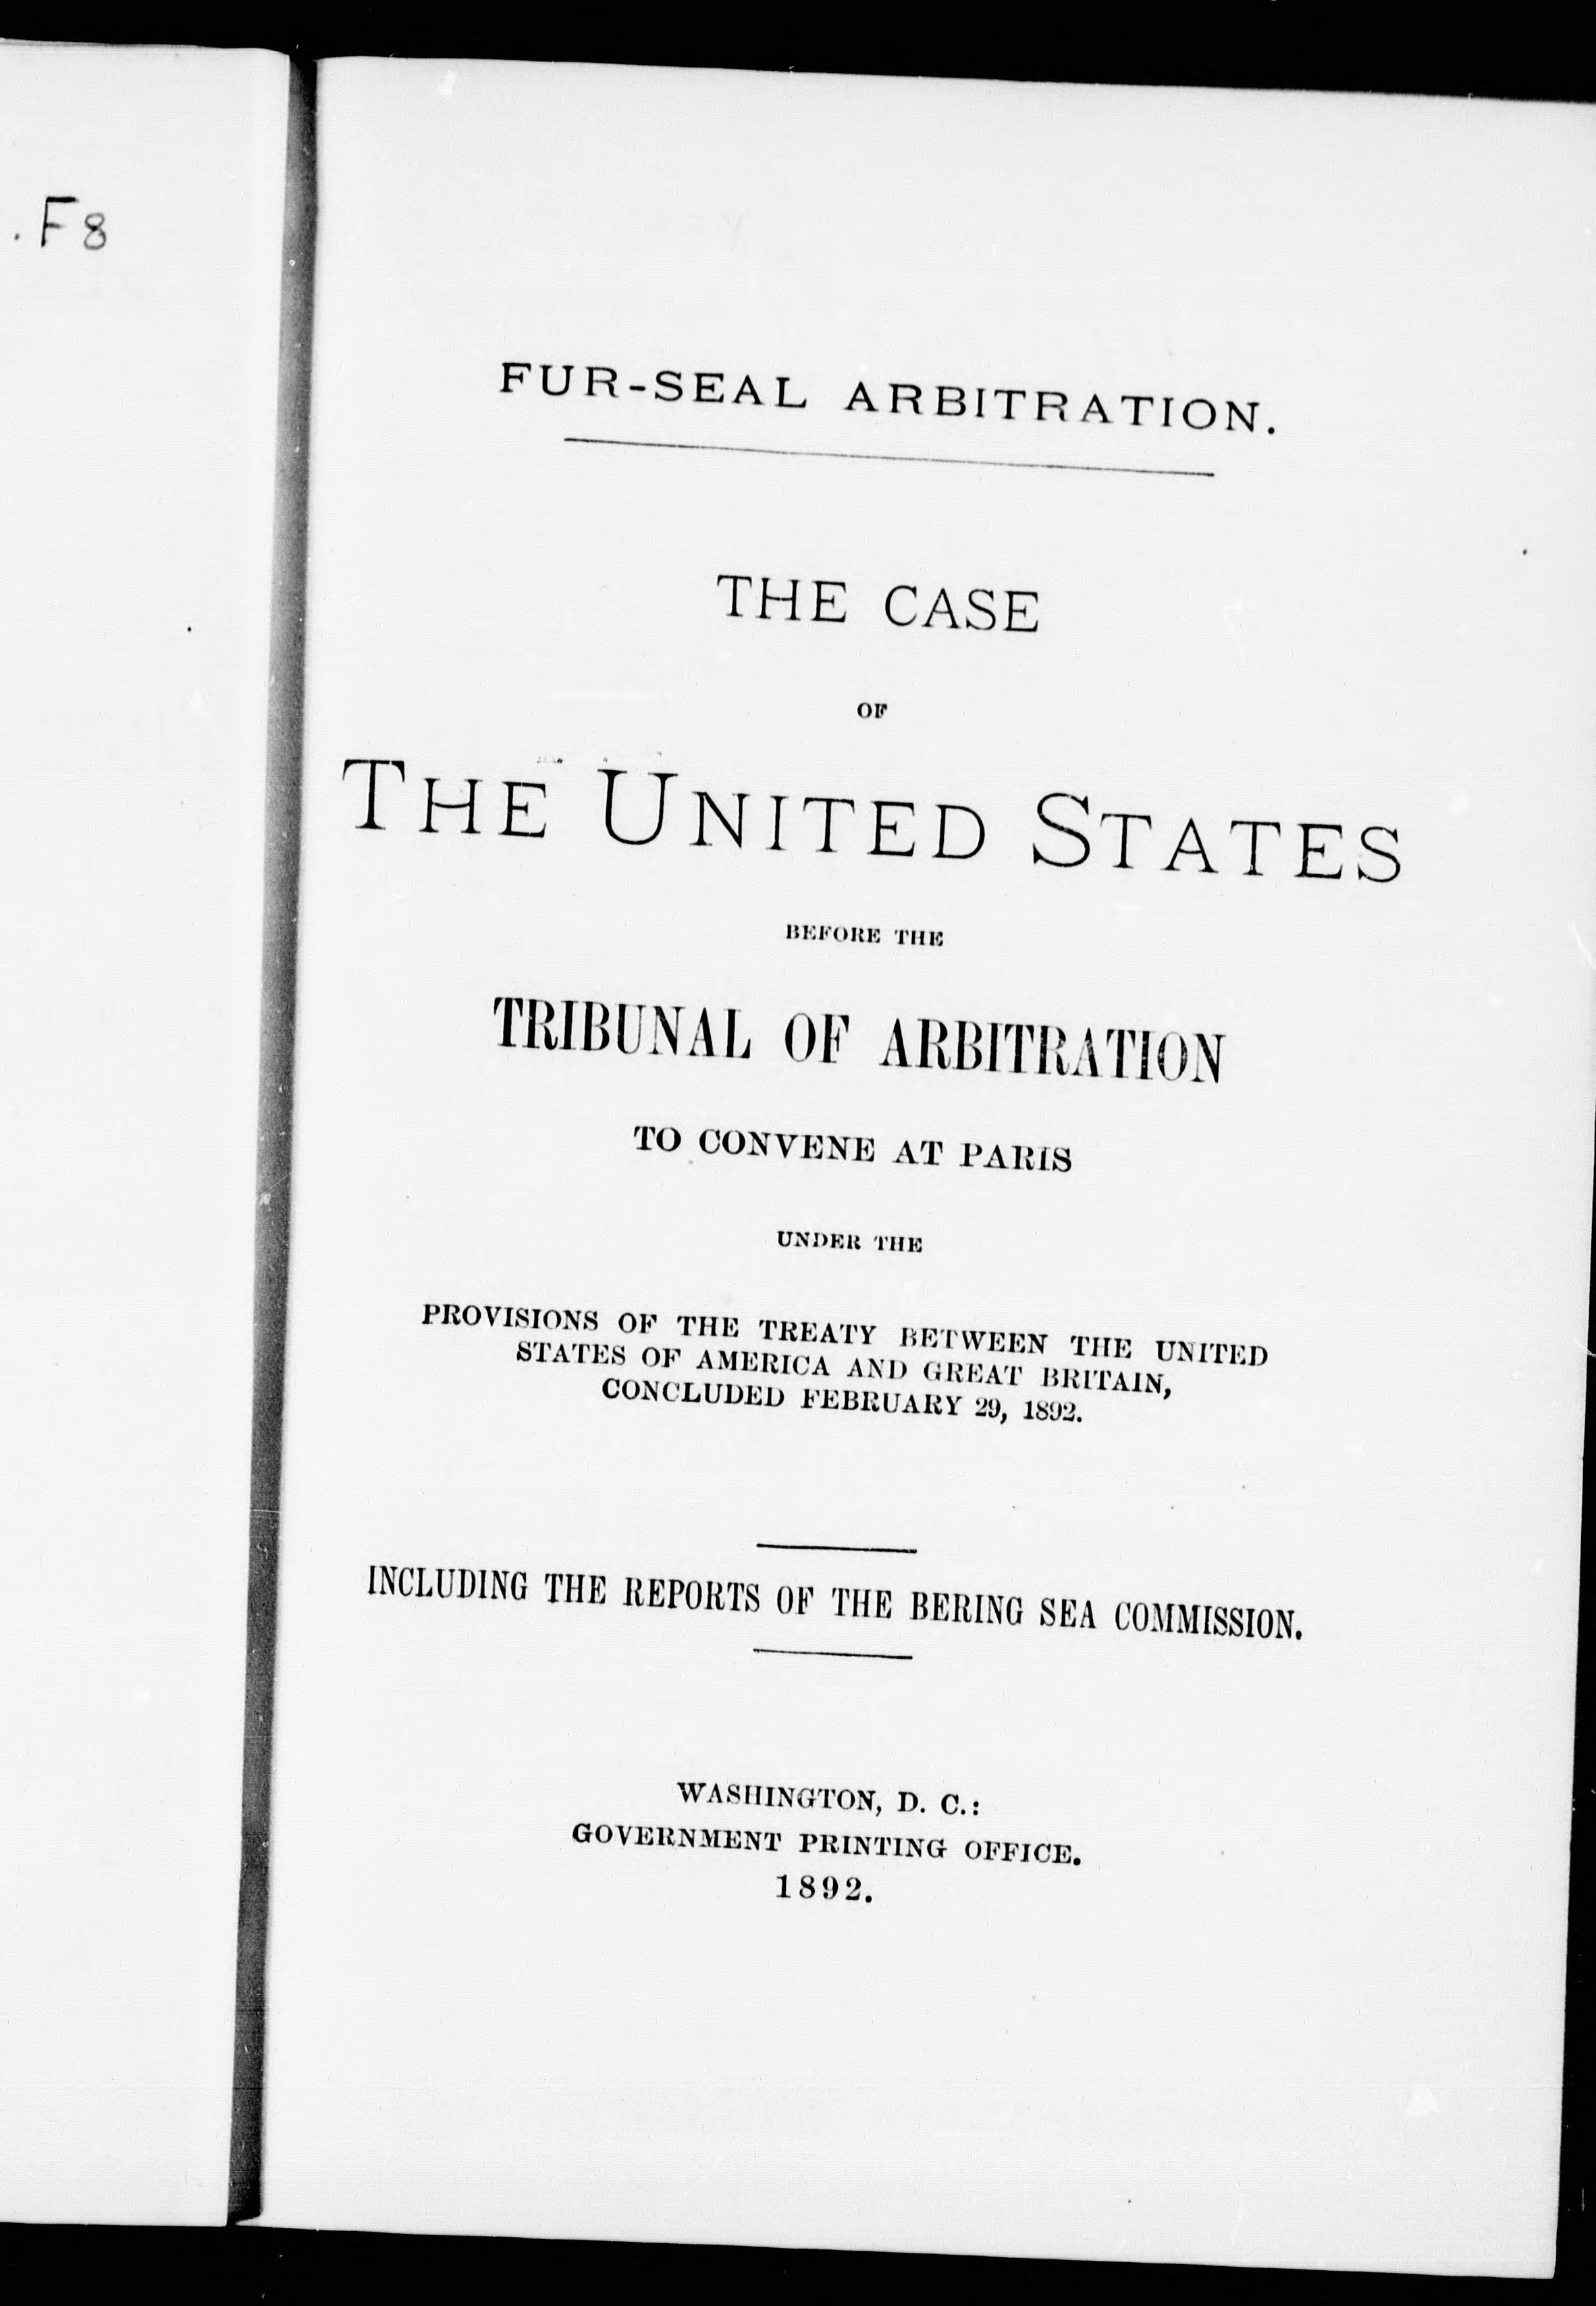 . F8
FUR-SEAL ARBITRATION.
THE CASE
OF
THE UNITED STATES
BEFORE THE
TRIBUNAL OF ARBITRATION
TO CONVENE AT PARIS
UNDER THE
PROVISIONS OF THE TREATY BETWEEN THE UNITED
STATES OF AMERICA AND GREAT BRITAIN,
CONCLUDED FEBRUARY 29, 1892.
INCLUDING THE REPORTS OF THE BERING SEA COMMISSION.
WASHINGTON, D. C.:
GOVERNMENT PRINTING OFFICE.
1892.